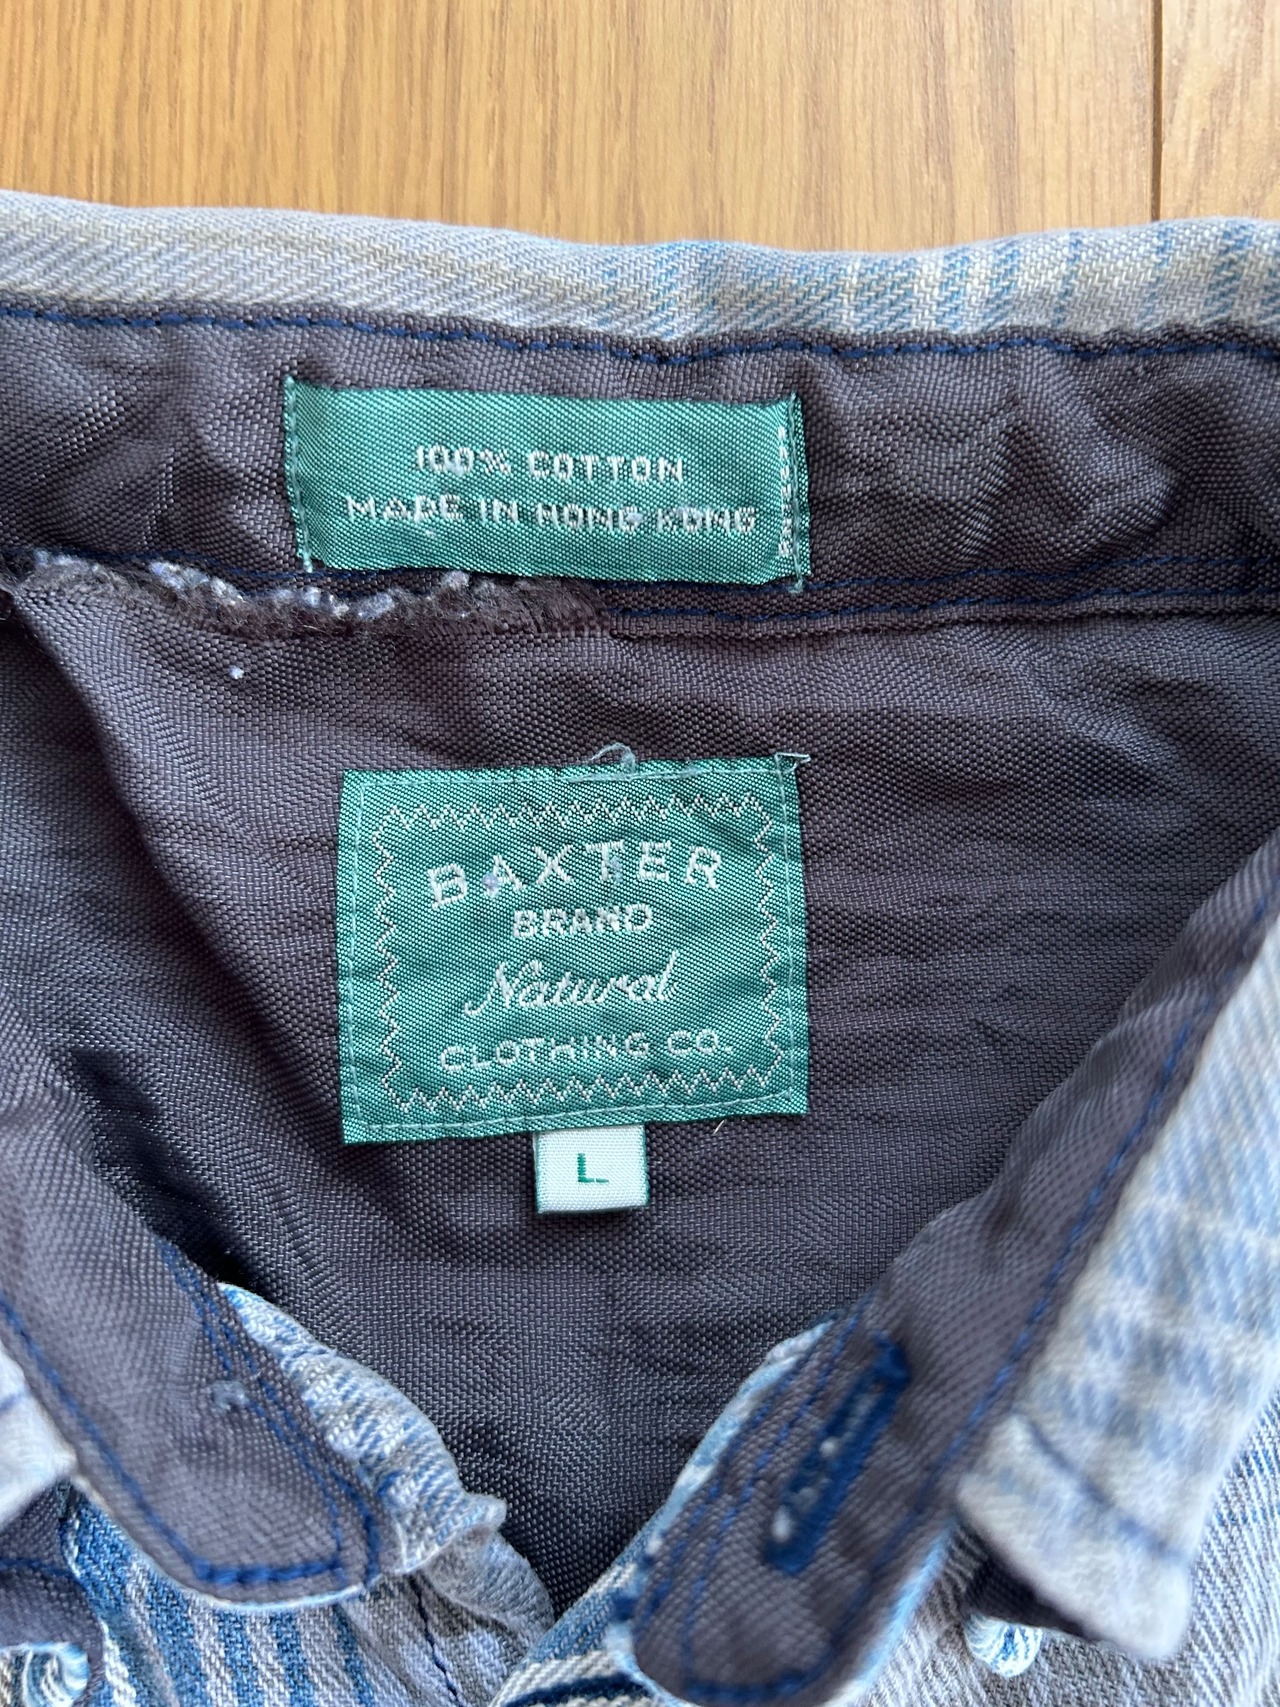 100% COTTON
MADE IN HONG KONG
BAXTER
BRAND
Natural
CLOTHING CO.
L